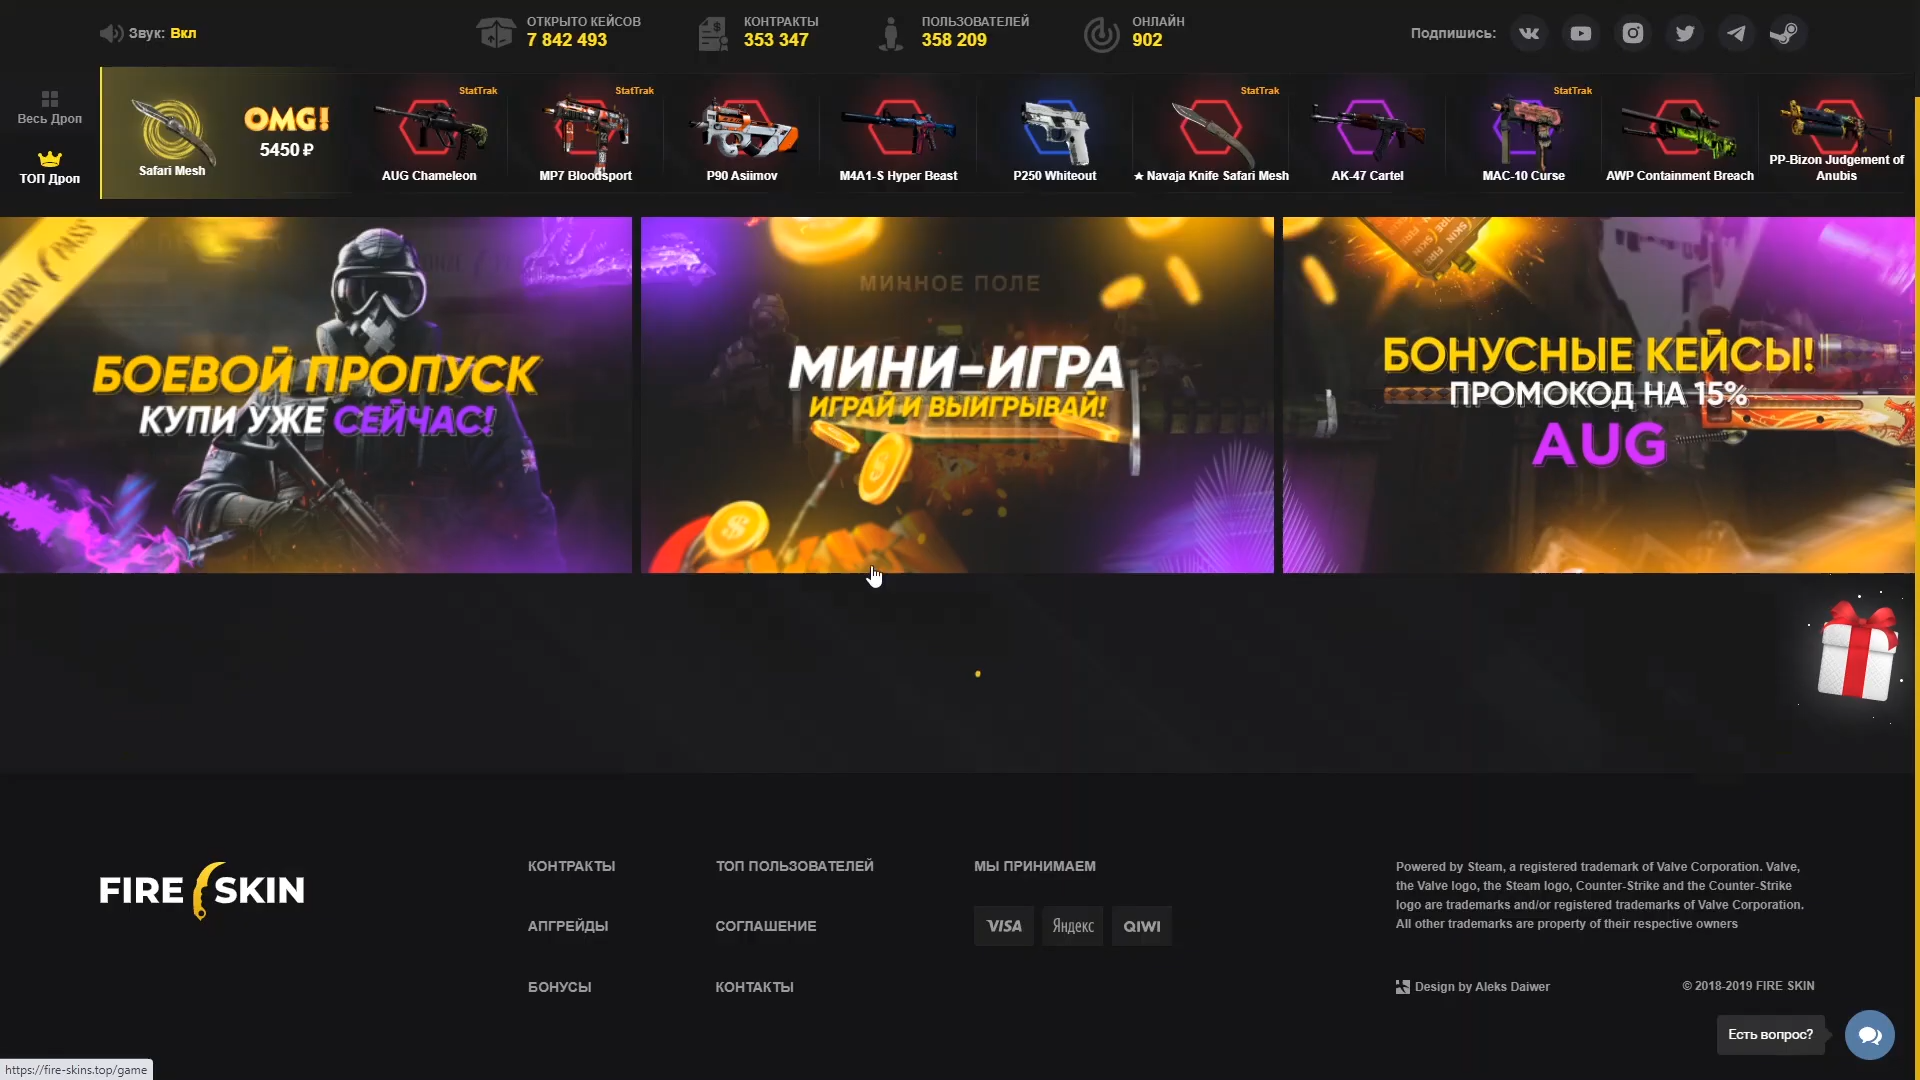 Звук: Вкл
ОТКРЫТО КЕЙСОВ
7 842 493
КОНТРАКТЫ
353 347
ПОЛЬЗОВАТЕЛЕЙ
358 209
ОНЛАЙН
902
Подпишись:
Весь Дроп
ТОП Дроп
Safari Mesh
OMG!
5450 ₽
StatTrak
AUG Chameleon
StatTrak
MP7 Bloodsport
P90 Asiimov
M4A1-S Hyper Beast
P250 Whiteout
StatTrak
★ Navaja Knife Safari Mesh
AK-47 Cartel
StatTrak
MAC-10 Curse
AWP Containment Breach
PP-Bizon Judgement of
Anubis
PASS
БОЕВОЙ ПРОПУСК
КУПИ УЖЕ СЕЙЧАС!
МИННОЕ ПОЛЕ
МИНИ-ИГРА
ИГРАЙ И ВЫИГРЫВАЙ!
БОНУСНЫЕ КЕЙСЫ!
ПРОМОКОД НА 15%
AUG
FIRE SKIN
КОНТРАКТЫ
АПГРЕЙДЫ
БОНУСЫ
ТОП ПОЛЬЗОВАТЕЛЕЙ
СОГЛАШЕНИЕ
КОНТАКТЫ
МЫ ПРИНИМАЕМ
VISA
Яндекс
QIWI
Powered by Steam, a registered trademark of Valve Corporation. Valve,
the Valve logo, the Steam logo, Counter-Strike and the Counter-Strike
logo are trademarks and/or registered trademarks of Valve Corporation.
All other trademarks are property of their respective owners
Design by Aleks Daiwer
© 2018-2019 FIRE SKIN
Есть вопрос?
https://fire-skins.top/game